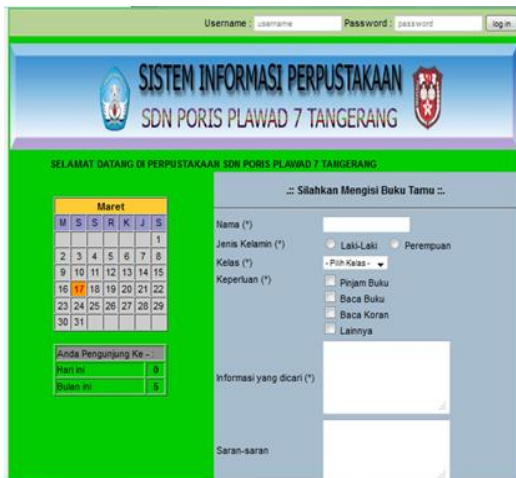 Username : username Password : password log in
SISTEM INFORMASI PERPUSTAKAAN
SDN PORIS PLAWAD 7 TANGERANG
SELAMAT DATANG DI PERPUSTAKAAN SDN PORIS PLAWAD 7 TANGERANG
Maret
M S S R K J S
1
2 3 4 5 6 7 8
9 10 11 12 13 14 15
16 17 18 19 20 21 22
23 24 25 26 27 28 29
30 31
Anda Pengunjung Ke - :
Hari ini 0
Bulan ini 5
.:: Silahkan Mengisi Buku Tamu ::.
Nama (*)
Jenis Kelamin (*) Laki-Laki Perempuan
Kelas (*) - Pilih Kelas -
Keperluan (*) Pinjam Buku
Baca Buku
Baca Koran
Lainnya
Informasi yang dicari (*)
Saran-saran